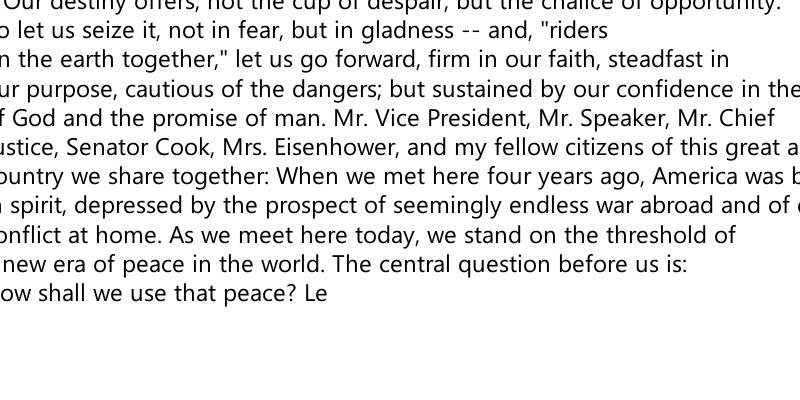 Our destiny offers, not the cup of despair, but the chalice of opportunity.
o let us seize it, not in fear, but in gladness -- and, "riders
n the earth together," let us go forward, firm in our faith, steadfast in
ur purpose, cautious of the dangers; but sustained by our confidence in the
f God and the promise of man. Mr. Vice President, Mr. Speaker, Mr. Chief
ustice, Senator Cook, Mrs. Eisenhower, and my fellow citizens of this great a
ountry we share together: When we met here four years ago, America was b
n spirit, depressed by the prospect of seemingly endless war abroad and of
onflict at home. As we meet here today, we stand on the threshold of
new era of peace in the world. The central question before us is:
ow shall we use that peace? Le